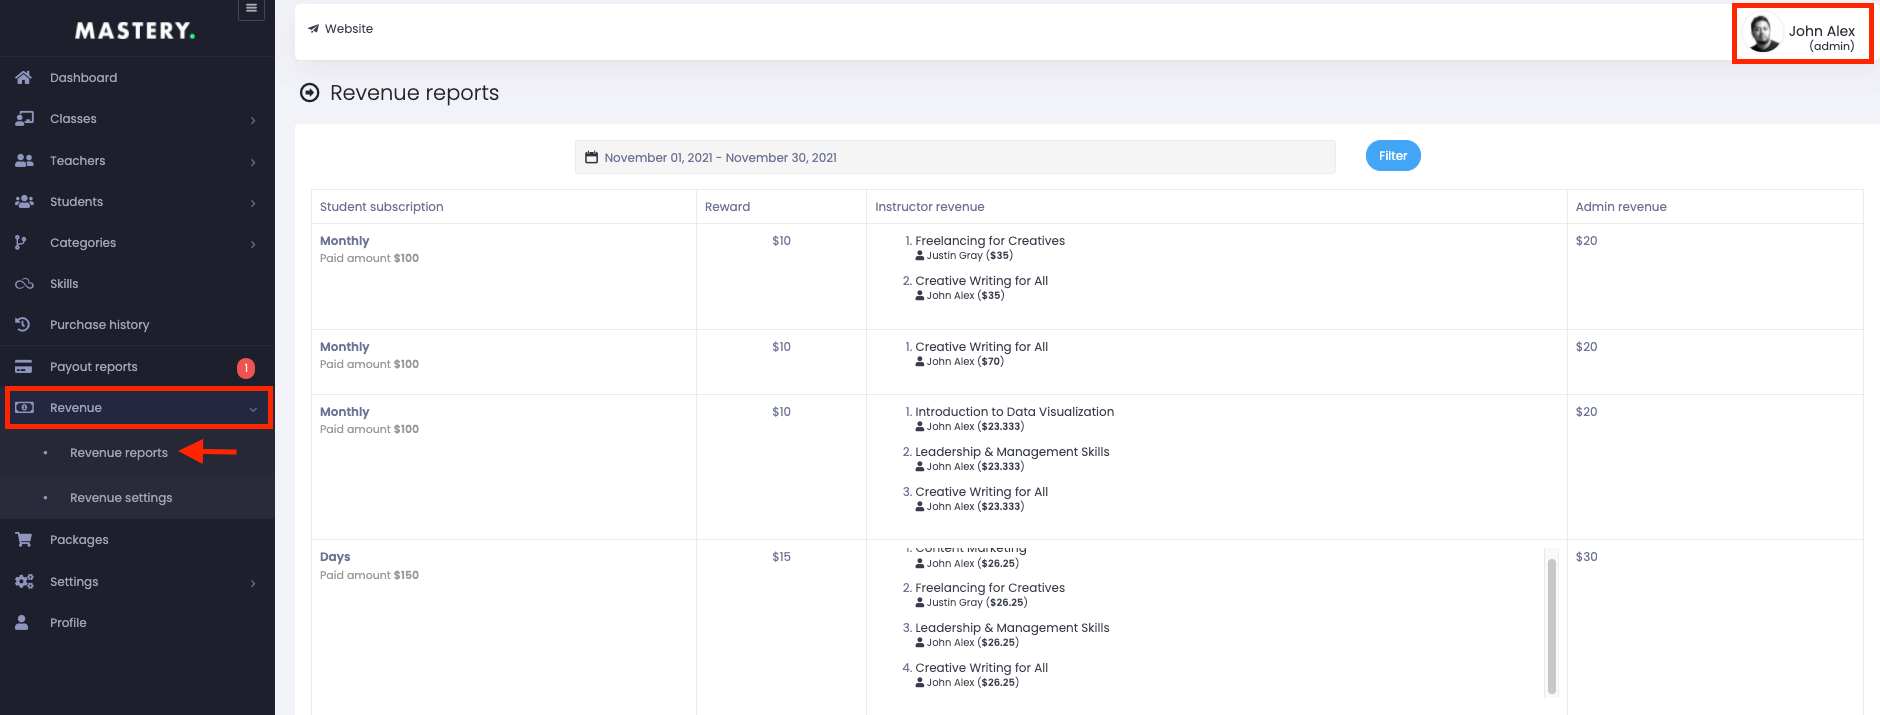 MASTERY.
Dashboard
Classes
Teachers
Students
Categories
Skills
Purchase history
Payout reports
1
Revenue
Revenue reports
Revenue settings
Packages
Settings
Profile
Website
John Alex
(admin)
Revenue reports
November 01, 2021 - November 30, 2021
Filter
Student subscription Reward Instructor revenue Admin revenue
Monthly
Paid amount $100
$10
1. Freelancing for Creatives
Justin Gray ($35)
2. Creative Writing for All
John Alex ($35)
$20
Monthly
Paid amount $100
$10
1. Creative Writing for All
John Alex ($70)
$20
Monthly
Paid amount $100
$10
1. Introduction to Data Visualization
John Alex ($23.333)
2. Leadership & Management Skills
John Alex ($23.333)
3. Creative Writing for All
John Alex ($23.333)
$20
Days
Paid amount $150
$15
1. Content Marketing
John Alex ($26.25)
2. Freelancing for Creatives
Justin Gray ($26.25)
3. Leadership & Management Skills
John Alex ($26.25)
4. Creative Writing for All
John Alex ($26.25)
$30